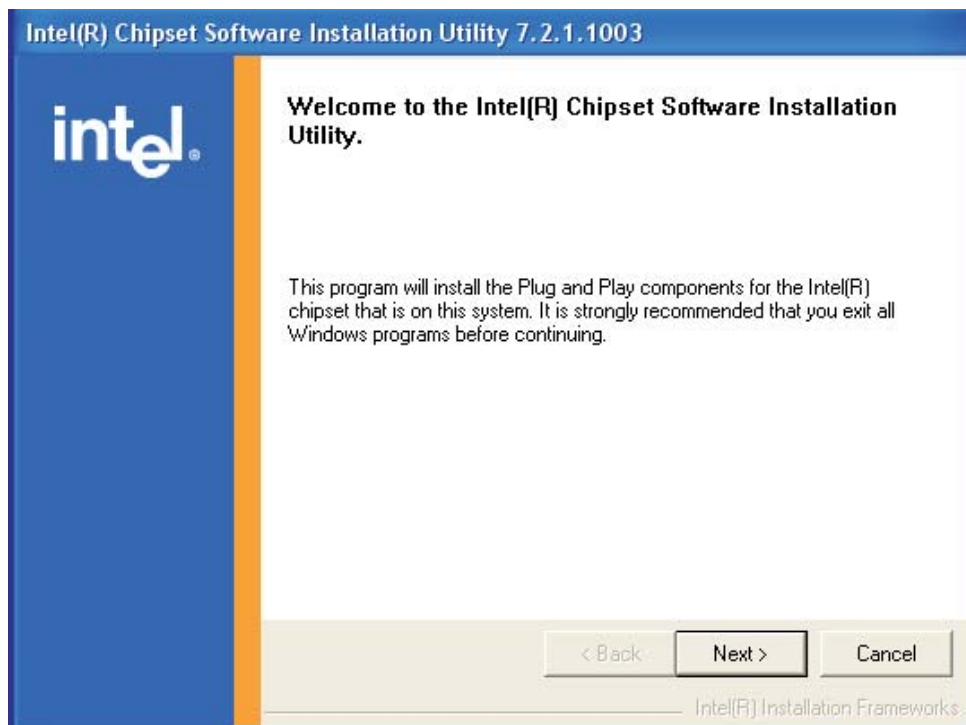 Intel(R) Chipset Software Installation Utility 7.2.1.1003
intel®
Welcome to the Intel(R) Chipset Software Installation
Utility.
This program will install the Plug and Play components for the Intel(R)
chipset that is on this system. It is strongly recommended that you exit all
Windows programs before continuing.
< Back
Next >
Cancel
Intel(R) Installation Frameworks